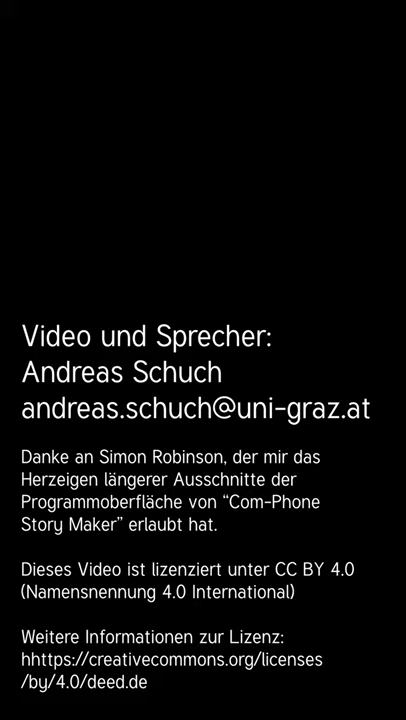 Video und Sprecher:
Andreas Schuch
andreas.schuch@uni-graz.at
Danke an Simon Robinson, der mir das
Herzeigen längerer Ausschnitte der
Programmoberfläche von “Com-Phone
Story Maker” erlaubt hat.
Dieses Video ist lizenziert unter CC BY 4.0
(Namensnennung 4.0 International)
Weitere Informationen zur Lizenz:
hhttps://creativecommons.org/licenses
/by/4.0/deed.de